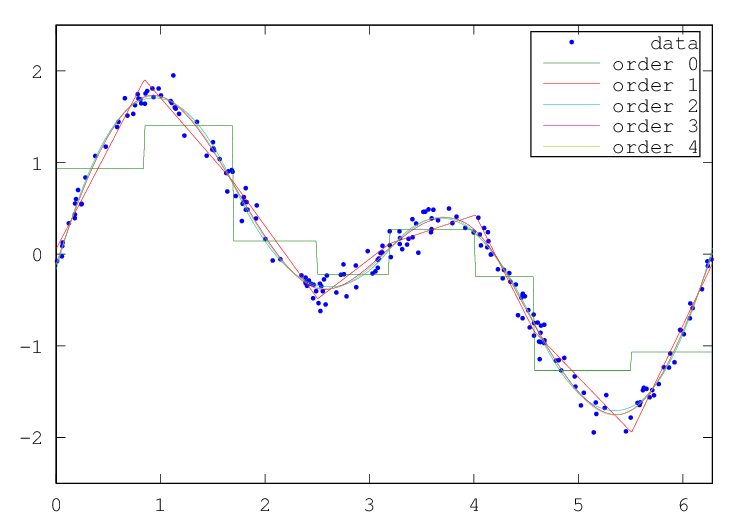 data
order 0
order 1
order 2
order 3
order 4
2
1
0
-1
-2
0 1 2 3 4 5 6